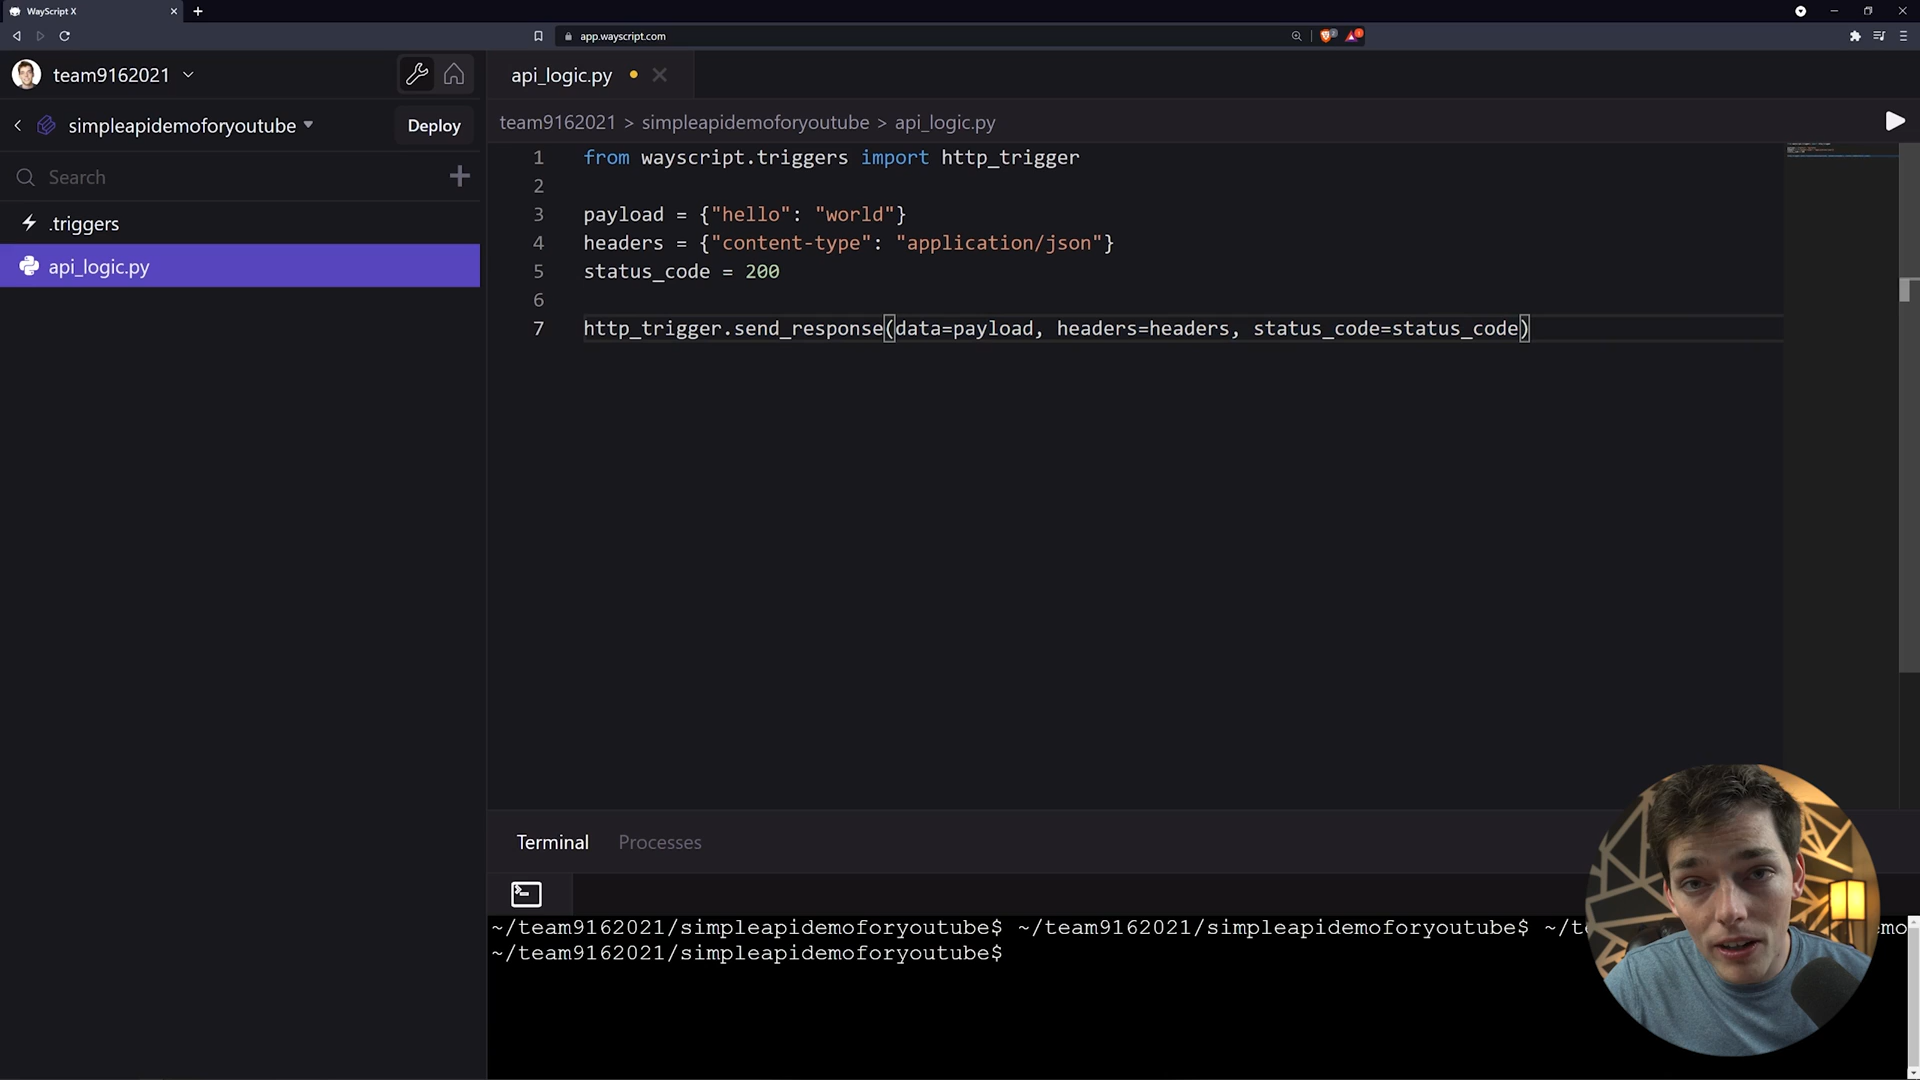 WayScript X
app.wayscript.com
team9162021
simpleapidemoforyoutube
Deploy
Search
.triggers
api_logic.py
api_logic.py
team9162021 > simpleapidemoforyoutube > api_logic.py
1 from wayscript.triggers import http_trigger
2
3 payload = {"hello": "world"}
4 headers = {"content-type": "application/json"}
5 status_code = 200
6
7 http_trigger.send_response(data=payload, headers=headers, status_code=status_code)
Terminal Processes
~/team9162021/simpleapidemoforyoutube$ ~/team9162021/simpleapidemoforyoutube$
~/team9162021/simpleapidemoforyoutube$